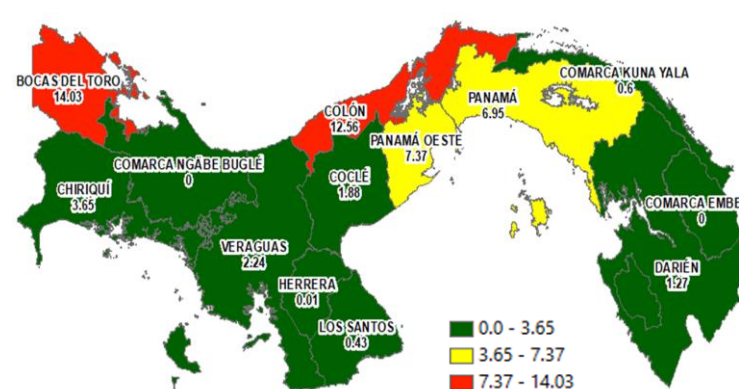 BOCAS DEL TORO
14.03
COMARCA KUNA YALA
0.6
COLÓN
12.56
PANAMÁ
6.95
PANAMÁ OESTE
7.37
COMARCA NGÄBE BUGLÉ
0
CHIRIQUÍ
3.65
COCLÉ
1.88
COMARCA EMBE
0
VERAGUAS
2.24
DARIÉN
1.27
HERRERA
0.01
LOS SANTOS
0.43
0.0 - 3.65
3.65 - 7.37
7.37 - 14.03